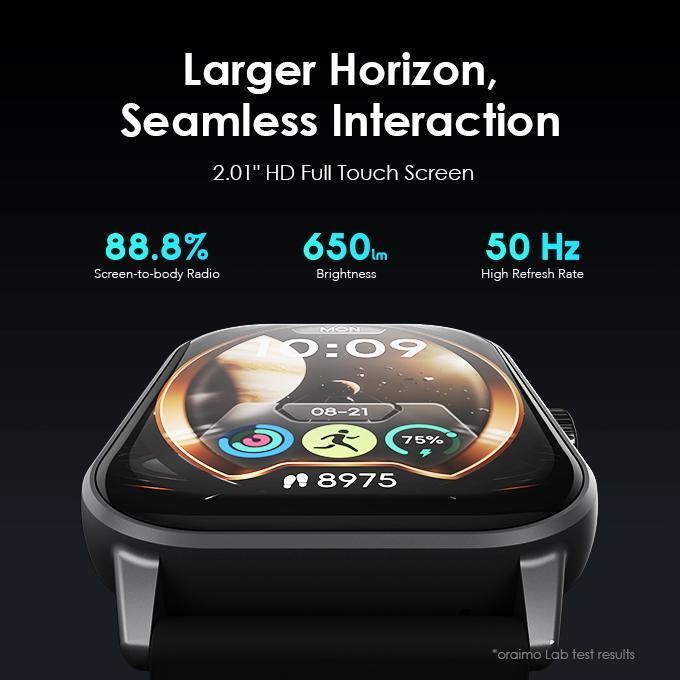 Larger Horizon,
Seamless Interaction
2.01" HD Full Touch Screen
88.8% 650lm 50 Hz
Screen-to-body Radio Brightness High Refresh Rate
MON
10:09
08-21
75%
8975
*oraimo Lab test results